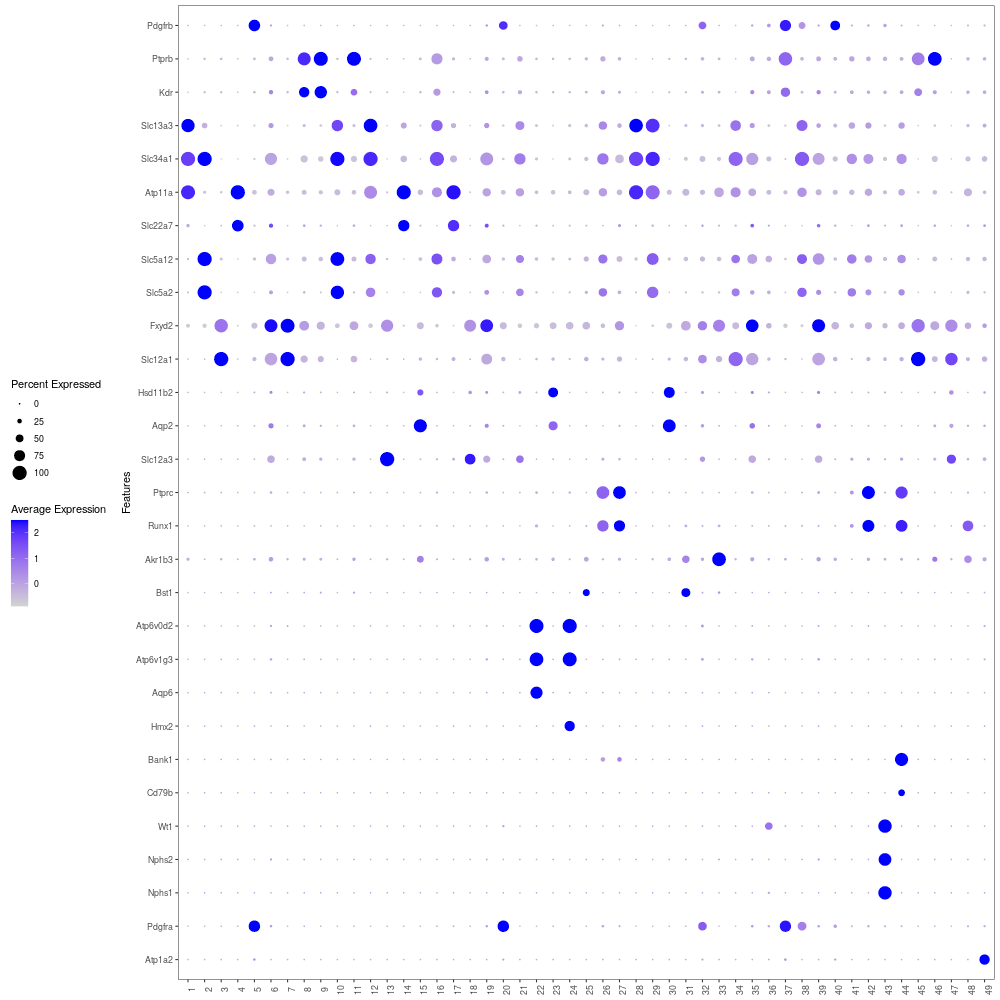 Pdgfrb
Ptprb
Kdr
Slc13a3
Slc34a1
Atp11a
Slc22a7
Slc5a12
Slc5a2
Fxyd2
Slc12a1
Hsd11b2
Aqp2
Slc12a3
Ptprc
Runx1
Akr1b3
Bst1
Atp6v0d2
Atp6v1g3
Aqp6
Hmx2
Bank1
Cd79b
Wt1
Nphs2
Nphs1
Pdgfra
Atp1a2
Features
Percent Expressed
0
25
50
75
100
Average Expression
2
1
0
1 2 3 4 5 6 7 8 9 10 11 12 13 14 15 16 17 18 19 20 21 22 23 24 25 26 27 28 29 30 31 32 33 34 35 36 37 38 39 40 41 42 43 44 45 46 47 48 49